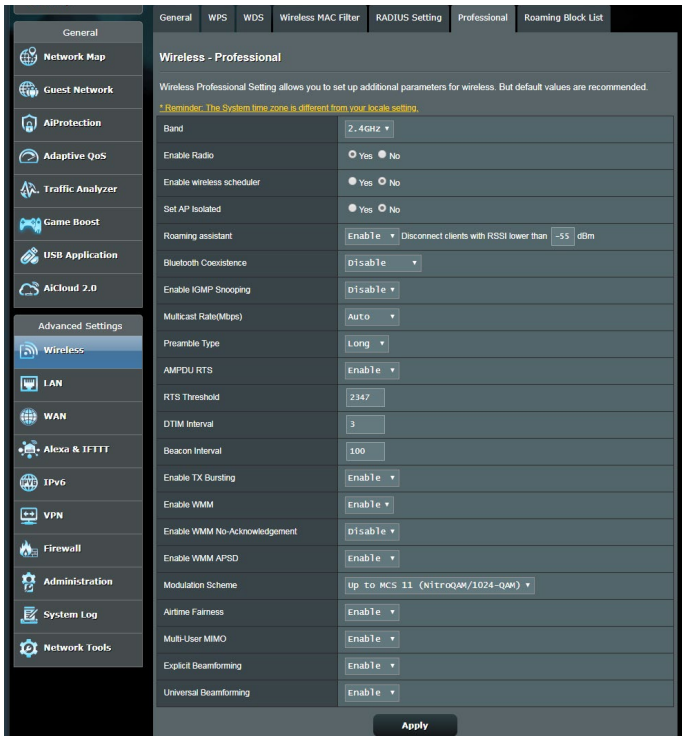 General WPS WDS Wireless MAC Filter RADIUS Setting Professional Roaming Block List
General
Network Map
Guest Network
AiProtection
Adaptive QoS
Traffic Analyzer
Game Boost
USB Application
AiCloud 2.0
Advanced Settings
Wireless
LAN
WAN
Alexa & IFTTT
IPv6
VPN
Firewall
Administration
System Log
Network Tools
Wireless - Professional
Wireless Professional Setting allows you to set up additional parameters for wireless. But default values are recommended.
* Reminder: The System time zone is different from your locale setting.
Band 2.4GHz
Enable Radio Yes No
Enable wireless scheduler Yes No
Set AP Isolated Yes No
Roaming assistant Enable Disconnect clients with RSSI lower than -55 dBm
Bluetooth Coexistence Disable
Enable IGMP Snooping Disable
Multicast Rate(Mbps) Auto
Preamble Type Long
AMPDU RTS Enable
RTS Threshold 2347
DTIM Interval 3
Beacon Interval 100
Enable TX Bursting Enable
Enable WMM Enable
Enable WMM No-Acknowledgement Disable
Enable WMM APSD Enable
Modulation Scheme Up to MCS 11 (NitroQAM/1024-QAM)
Airtime Fairness Enable
Multi-User MIMO Enable
Explicit Beamforming Enable
Universal Beamforming Enable
Apply